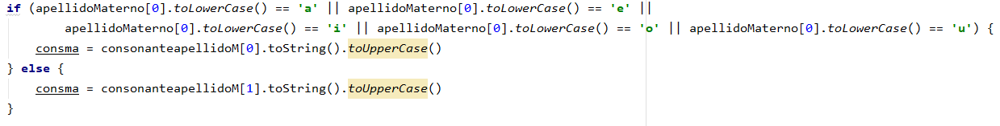 if (apellidoMaterno[0].toLowerCase() == 'a' || apellidoMaterno[0].toLowerCase() == 'e' ||
        apellidoMaterno[0].toLowerCase() == 'i' || apellidoMaterno[0].toLowerCase() == 'o' || apellidoMaterno[0].toLowerCase() == 'u') {
    consma = consonanteapellidoM[0].toString().toUpperCase()
} else {
    consma = consonanteapellidoM[1].toString().toUpperCase()
}